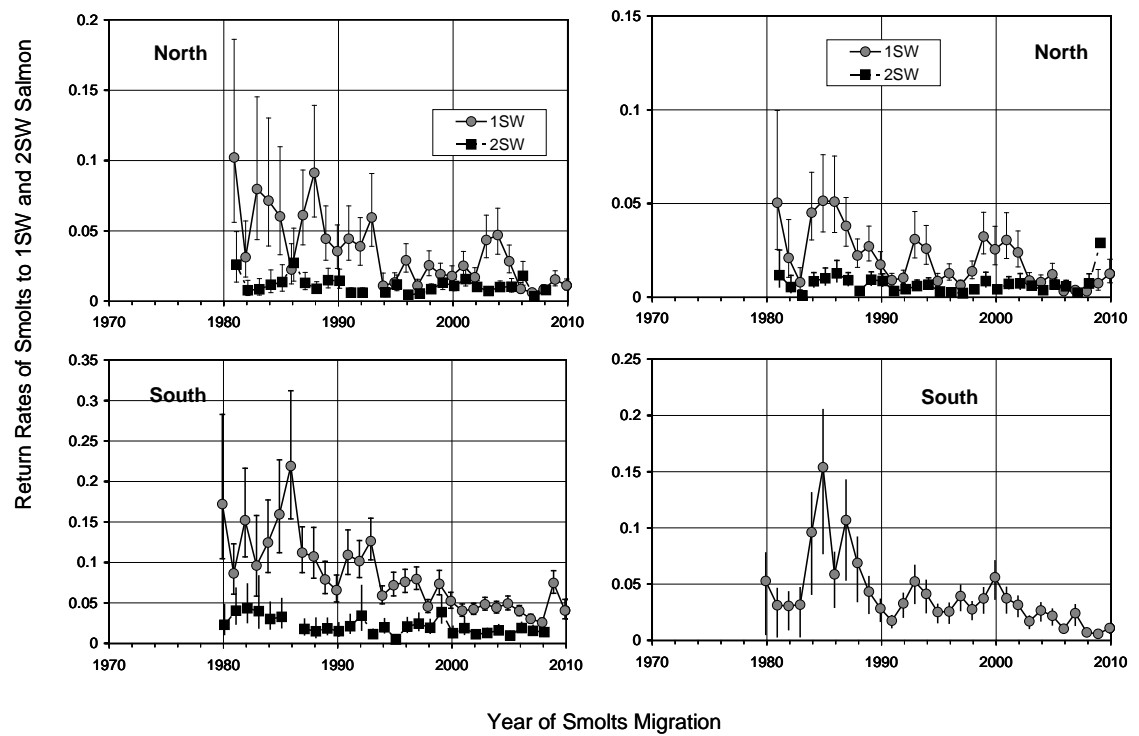 Return Rates of Smolts to 1SW and 2SW Salmon
0.2
0.15
0.1
0.05
0
North
1SW
2SW
1970 1980 1990 2000 2010
0.15
0.1
0.05
0
North
1SW
2SW
1970 1980 1990 2000 2010
0.35
0.3
0.25
0.2
0.15
0.1
0.05
0
South
1970 1980 1990 2000 2010
0.25
0.2
0.15
0.1
0.05
0
South
1970 1980 1990 2000 2010
Year of Smolts Migration